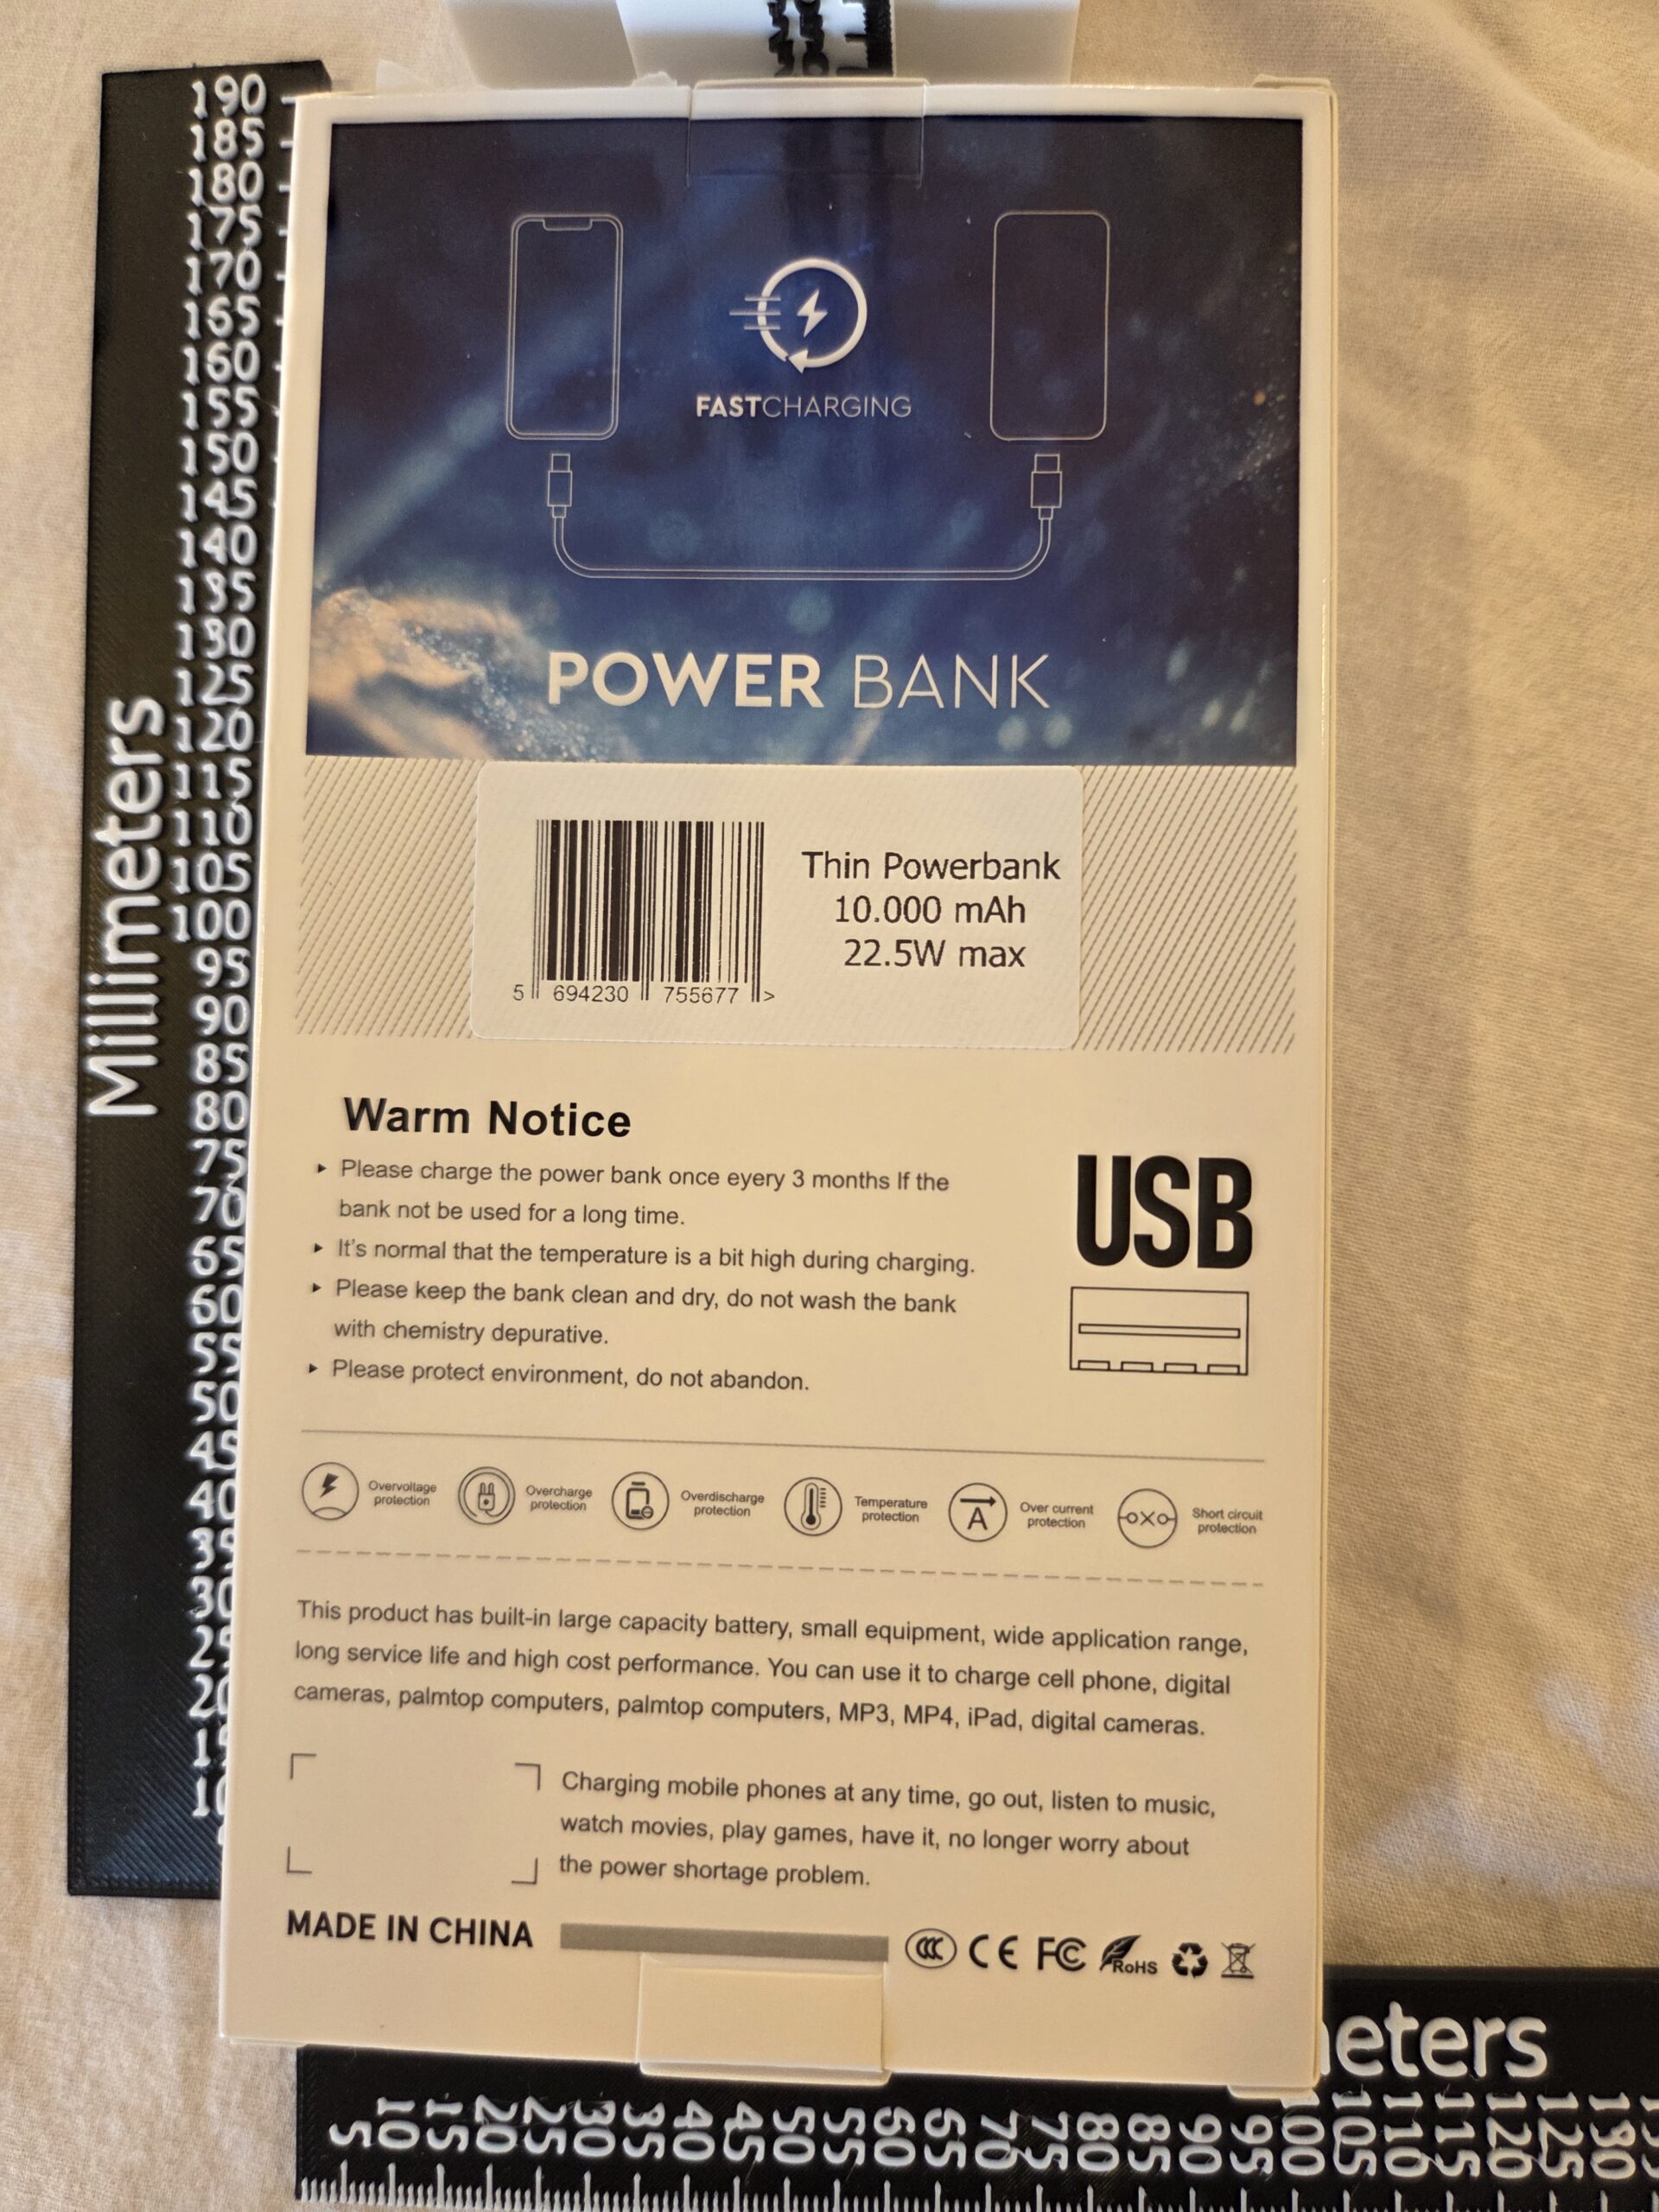 190
185
180
175
170
165
160
155
150
145
140
135
130
125
120
115
110
105
100
95
90
85
80
75
70
65
60
55
50
45
40
35
30
25
Millimeters
FASTCHARGING
POWER BANK
Thin Powerbank
10.000 mAh
22.5W max
5 694230 755677 >
Warm Notice
Please charge the power bank once eyery 3 months If the
bank not be used for a long time.
It's normal that the temperature is a bit high during charging.
Please keep the bank clean and dry, do not wash the bank
with chemistry depurative.
Please protect environment, do not abandon.
USB
Overvoltage
protection
Overcharge
protection
Overdischarge
protection
Temperature
protection
A
Over current
protection
Short circuit
protection
This product has built-in large capacity battery, small equipment, wide application range,
long service life and high cost performance. You can use it to charge cell phone, digital
cameras, palmtop computers, palmtop computers, MP3, MP4, iPad, digital cameras.
Charging mobile phones at any time, go out, listen to music,
watch movies, play games, have it, no longer worry about
the power shortage problem.
MADE IN CHINA
CCC CE FC RoHS
eters
5 10 15 20 25 30 35 40 45 50 55 60 65 70 75 80 85 90 95 100 105 110 115 120 125 130